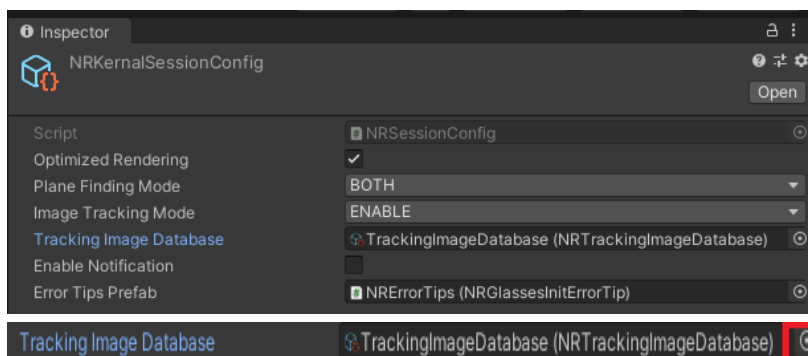 Inspector
NRKernalSessionConfig
Open
Script NRSessionConfig
Optimized Rendering
Plane Finding Mode BOTH
Image Tracking Mode ENABLE
Tracking Image Database TrackingImageDatabase (NRTrackingImageDatabase)
Enable Notification
Error Tips Prefab NRErrorTips (NRGlassesInitErrorTip)
Tracking Image Database TrackingImageDatabase (NRTrackingImageDatabase)